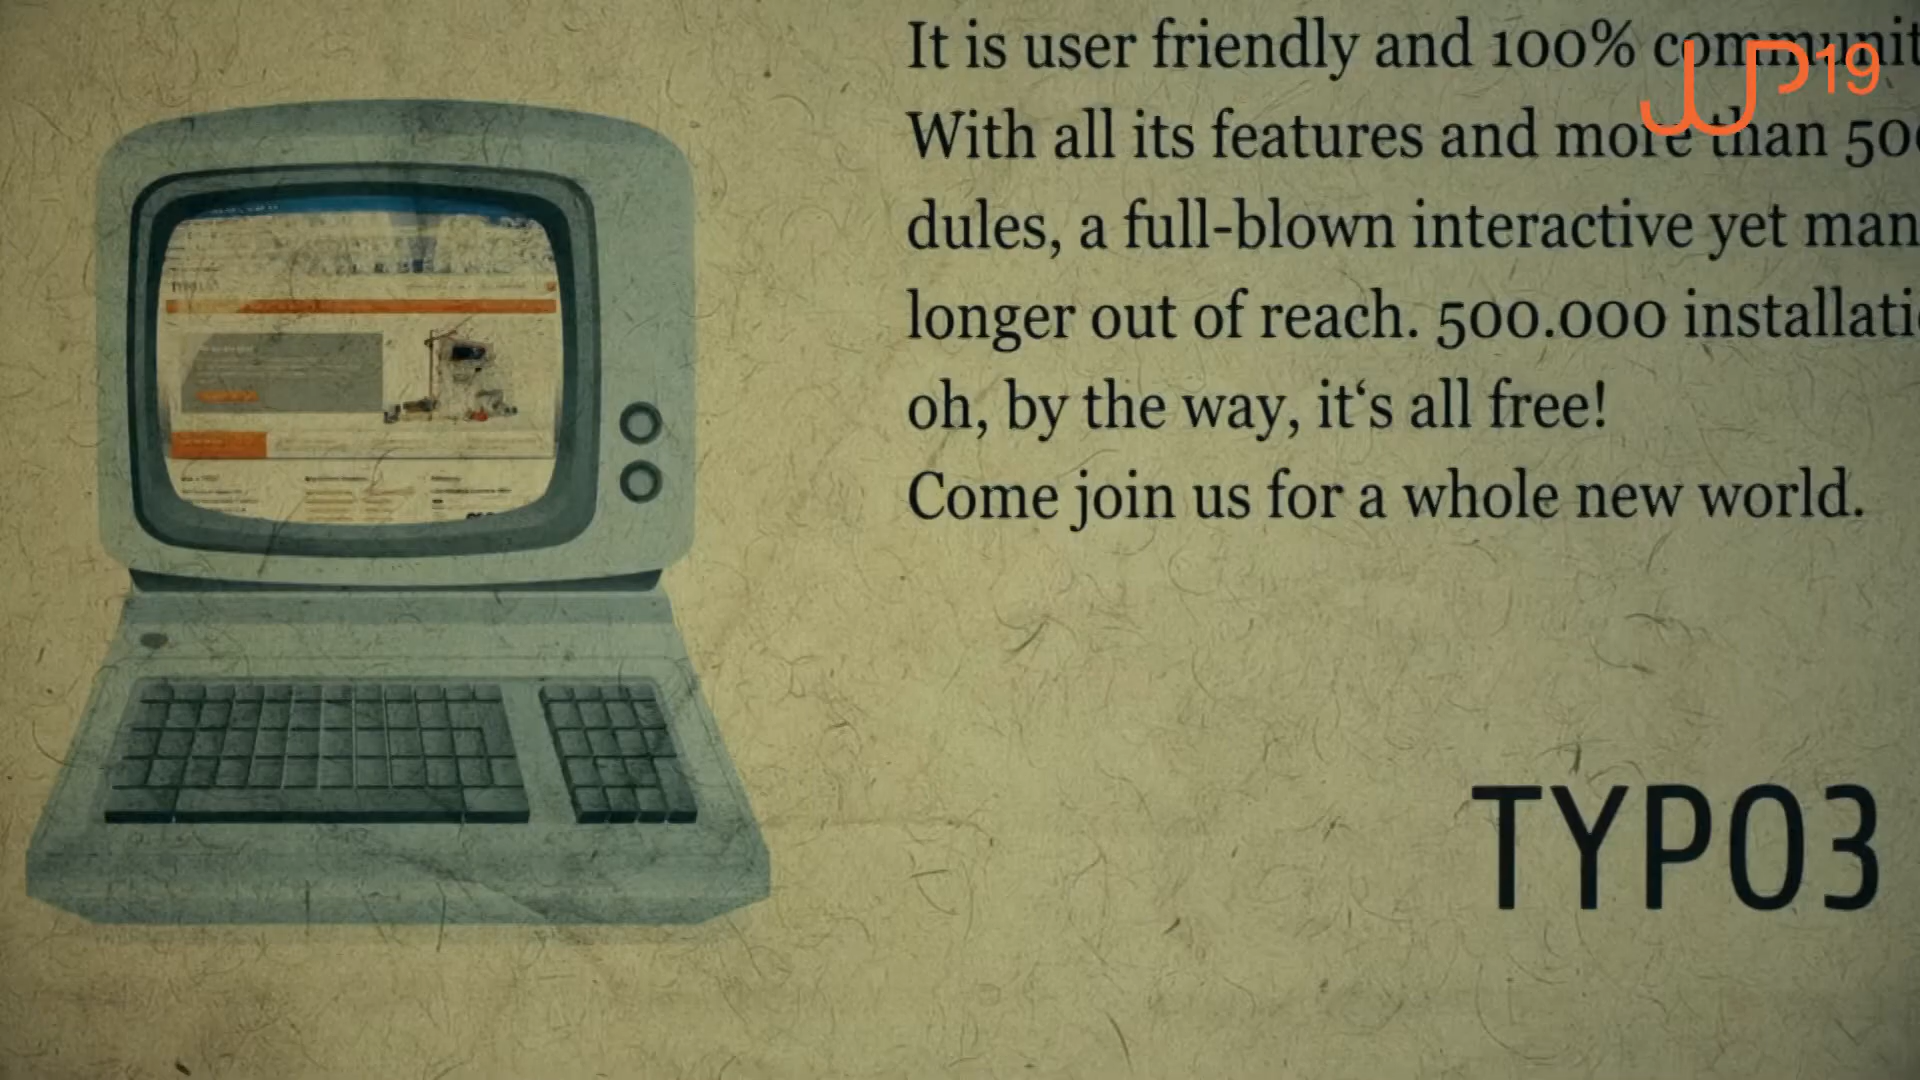 It is user friendly and 100% communit
With all its features and more than 500
dules, a full-blown interactive yet man
longer out of reach. 500.000 installati
oh, by the way, it‘s all free!
Come join us for a whole new world.
TYPO3
JWP19